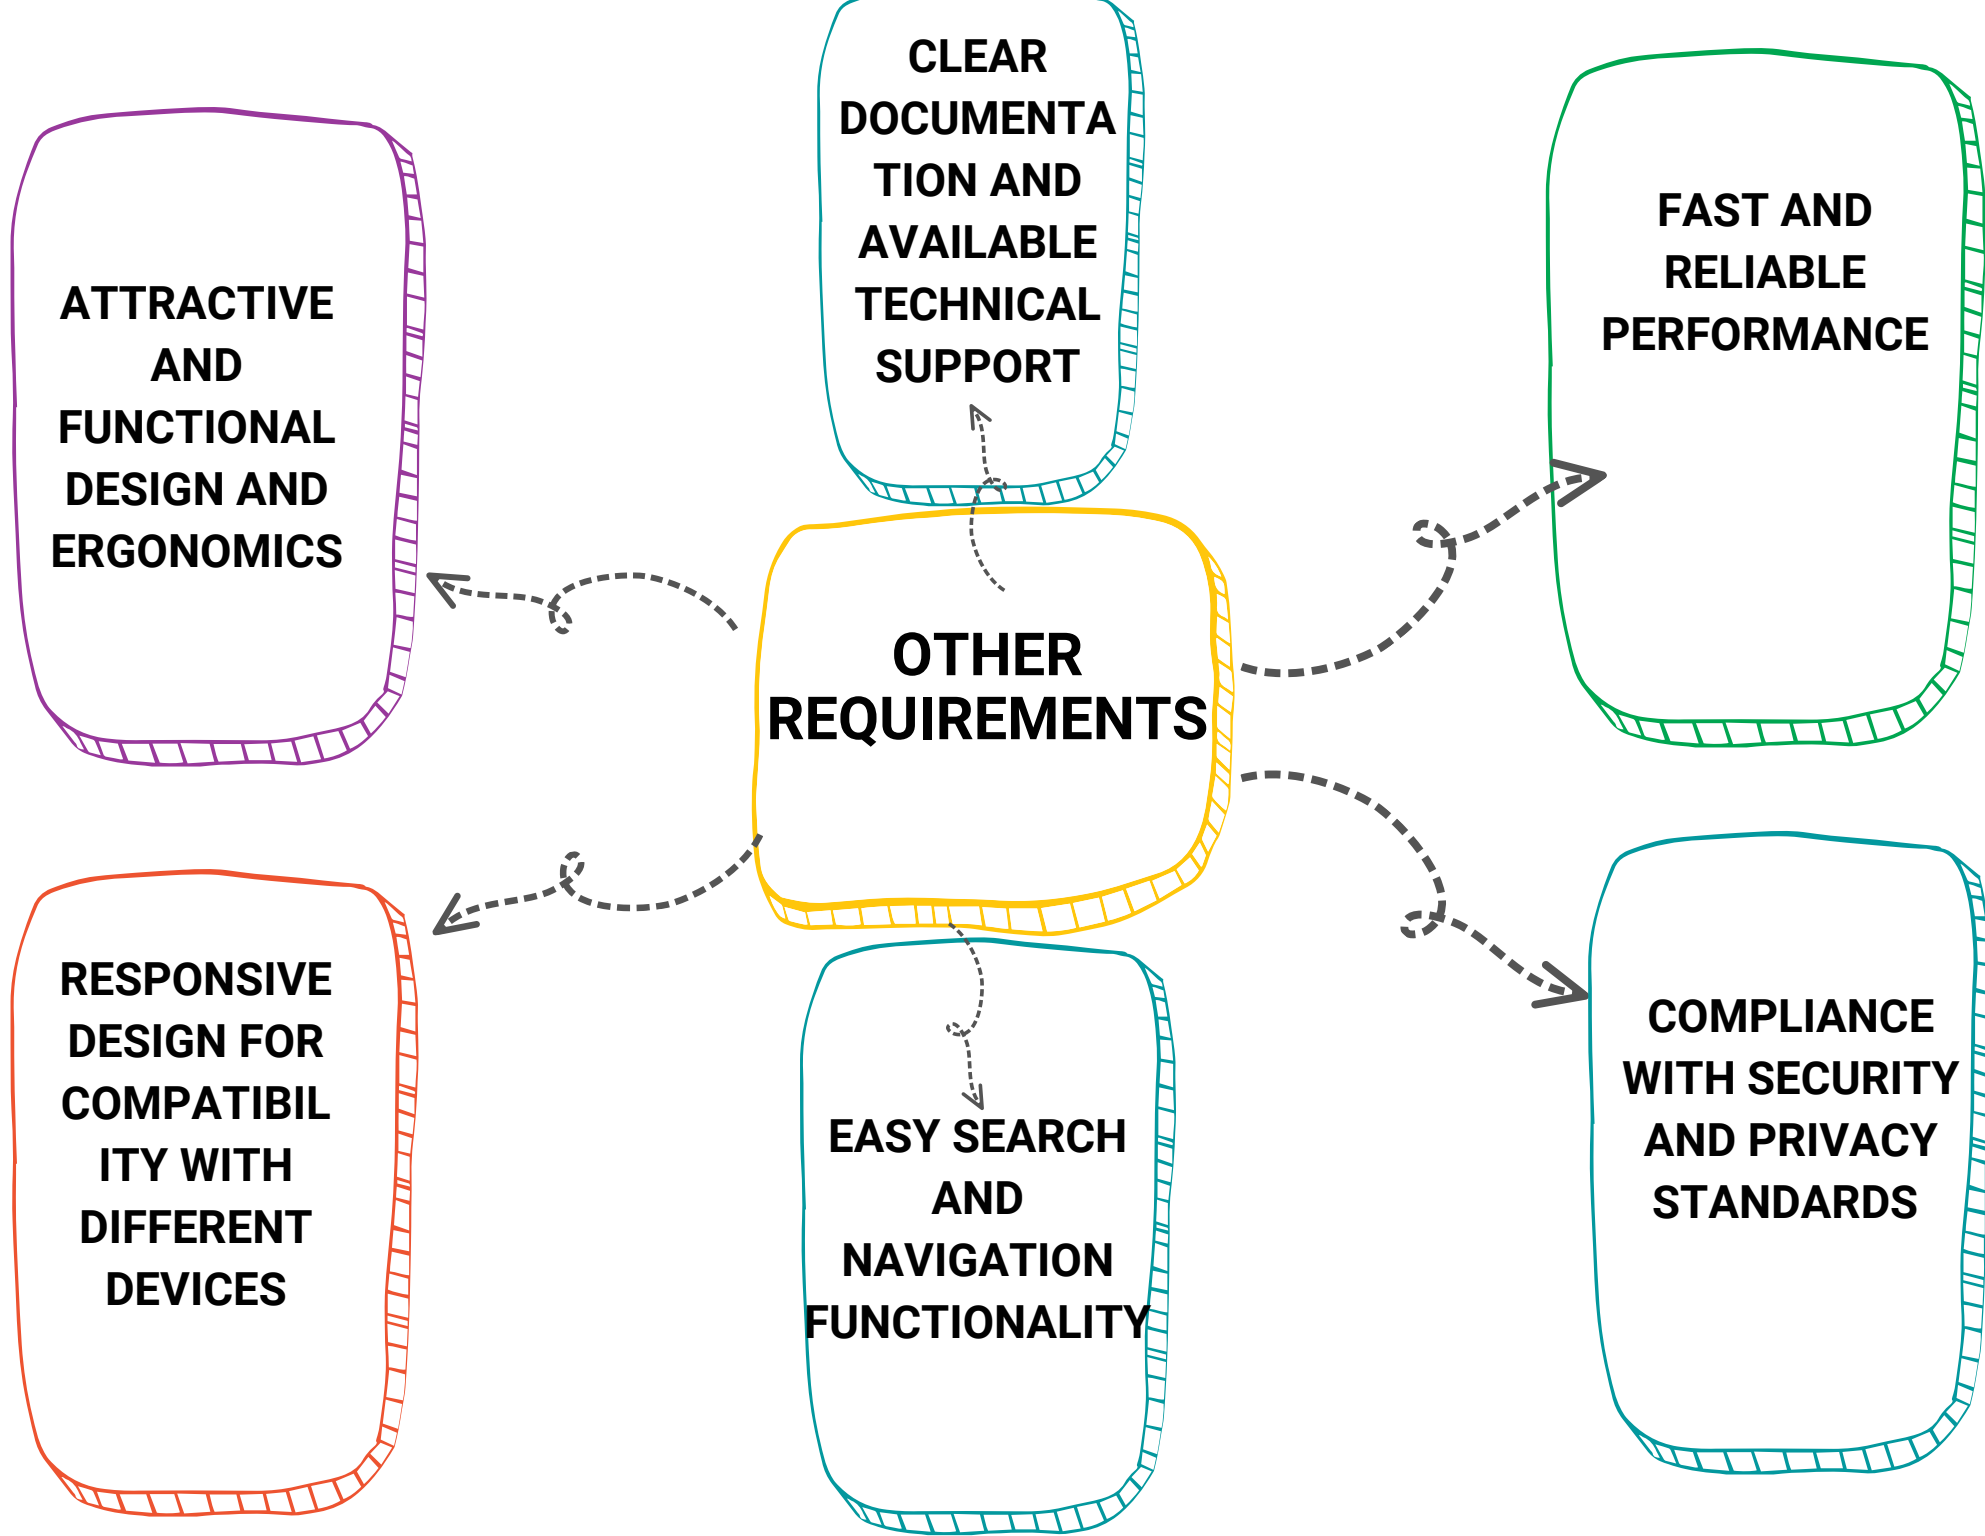 CLEAR
DOCUMENTA
TION AND
AVAILABLE
TECHNICAL
SUPPORT
FAST AND
RELIABLE
PERFORMANCE
ATTRACTIVE
AND
FUNCTIONAL
DESIGN AND
ERGONOMICS
OTHER
REQUIREMENTS
RESPONSIVE
DESIGN FOR
COMPATIBIL
ITY WITH
DIFFERENT
DEVICES
EASY SEARCH
AND
NAVIGATION
FUNCTIONALITY
COMPLIANCE
WITH SECURITY
AND PRIVACY
STANDARDS